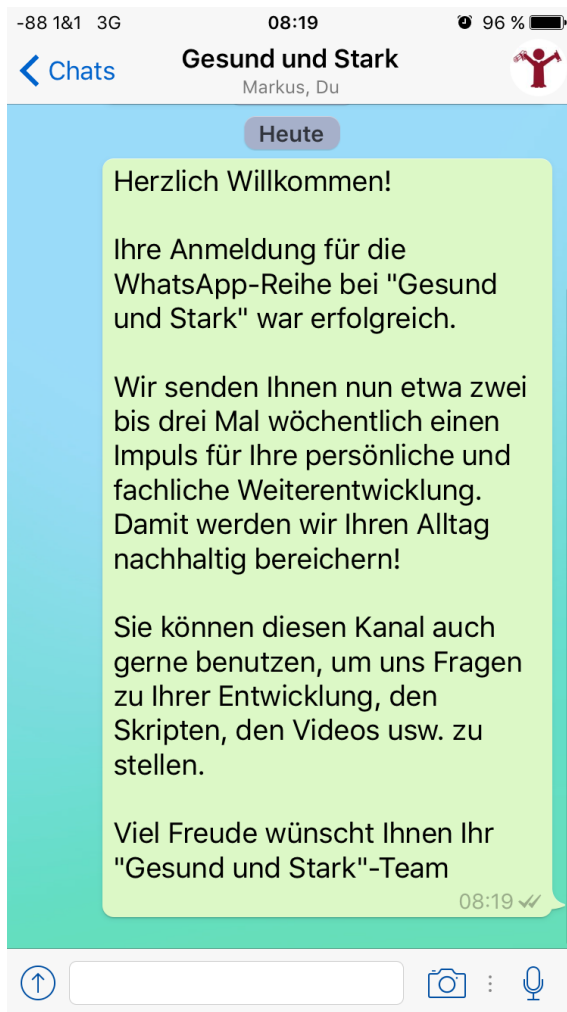 -88 1&1 3G 08:19 96 %
Chats
Gesund und Stark
Markus, Du
Heute
Herzlich Willkommen!
Ihre Anmeldung für die
WhatsApp-Reihe bei "Gesund
und Stark" war erfolgreich.
Wir senden Ihnen nun etwa zwei
bis drei Mal wöchentlich einen
Impuls für Ihre persönliche und
fachliche Weiterentwicklung.
Damit werden wir Ihren Alltag
nachhaltig bereichern!
Sie können diesen Kanal auch
gerne benutzen, um uns Fragen
zu Ihrer Entwicklung, den
Skripten, den Videos usw. zu
stellen.
Viel Freude wünscht Ihnen Ihr
"Gesund und Stark"-Team
08:19